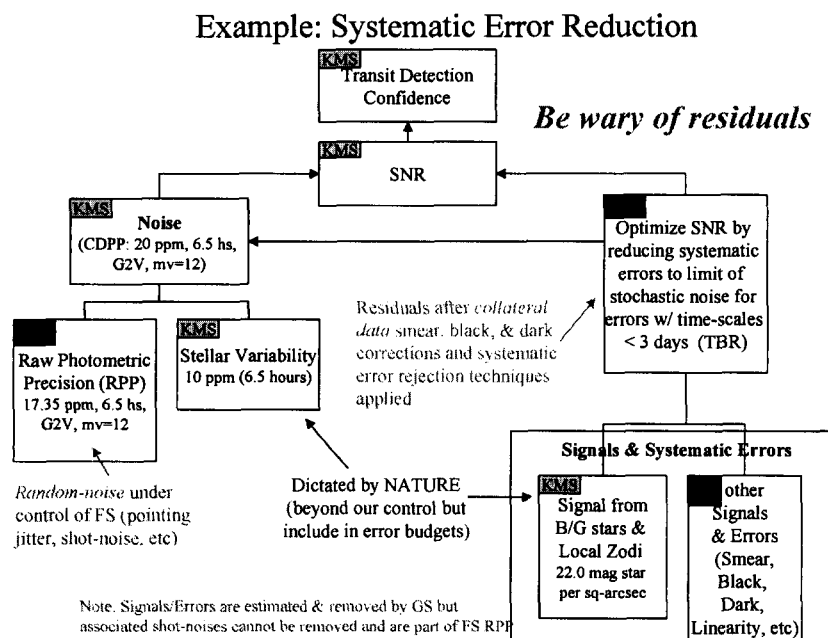 Example: Systematic Error Reduction
KMS
Transit Detection
Confidence
Be wary of residuals
KMS
SNR
KMS
Noise
(CDPP: 20 ppm, 6.5 hs,
G2V, mv=12)
Optimize SNR by
reducing systematic
errors to limit of
stochastic noise for
errors w/ time-scales
< 3 days (TBR)
Residuals after collateral
data smear, black, & dark
corrections and systematic
error rejection techniques
applied
Raw Photometric
Precision (RPP)
17.35 ppm, 6.5 hs,
G2V, mv=12
KMS
Stellar Variability
10 ppm (6.5 hours)
Signals & Systematic Errors
Random-noise under
control of FS (pointing
jitter, shot-noise, etc)
Dictated by NATURE
(beyond our control but
include in error budgets)
KMS
Signal from
B/G stars &
Local Zodi
22.0 mag star
per sq-arcsec
other
Signals
& Errors
(Smear,
Black,
Dark,
Linearity, etc)
Note. Signals/Errors are estimated & removed by GS but
associated shot-noises cannot be removed and are part of FS RPP